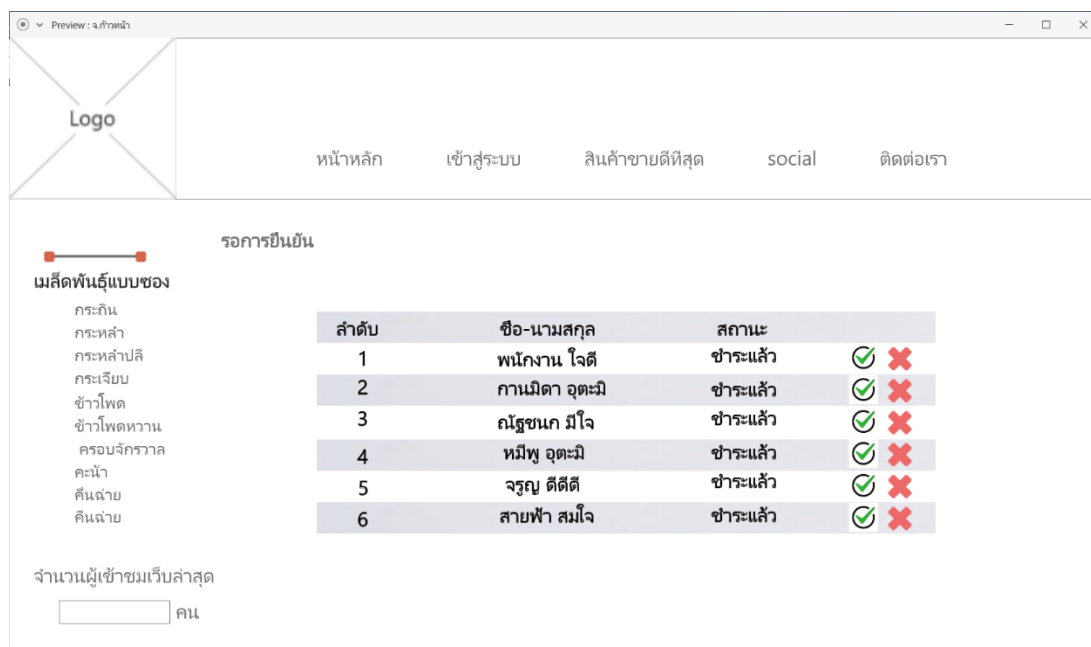 Preview : จ.ก้าวหน้า
Logo
หน้าหลัก เข้าสู่ระบบ สินค้าขายดีที่สุด social ติดต่อเรา
รอการยืนยัน
เมล็ดพันธุ์แบบซอง
กระถิน
กระหล่ำ
กระหล่ำปลี
กระเจียบ
ข้าวโพด
ข้าวโพดหวาน
ครอบจักรวาล
คะน้า
คื่นฉ่าย
คื่นฉ่าย
จำนวนผู้เข้าชมเว็บล่าสุด
คน
ลำดับ ชื่อ-นามสกุล สถานะ
1 พนักงาน ใจดี ชำระแล้ว
2 กานมิดา อุตะมิ ชำระแล้ว
3 ณัฐชนก มีใจ ชำระแล้ว
4 หมีพู อุตะมิ ชำระแล้ว
5 จรูญ ดีดีดี ชำระแล้ว
6 สายฟ้า สมใจ ชำระแล้ว